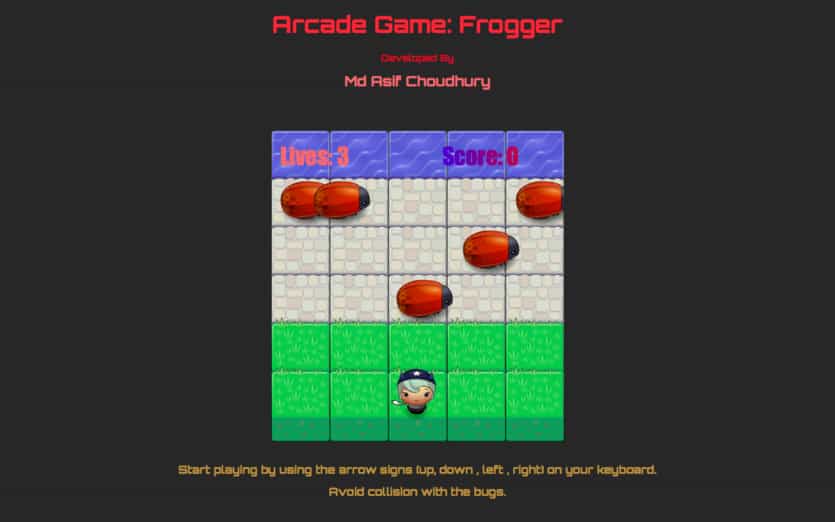 Arcade Game: Frogger
Developed By
Md Asif Choudhury
Lives: 3 Score: 0
Start playing by using the arrow signs (up, down , left , right) on your keyboard.
Avoid collision with the bugs.